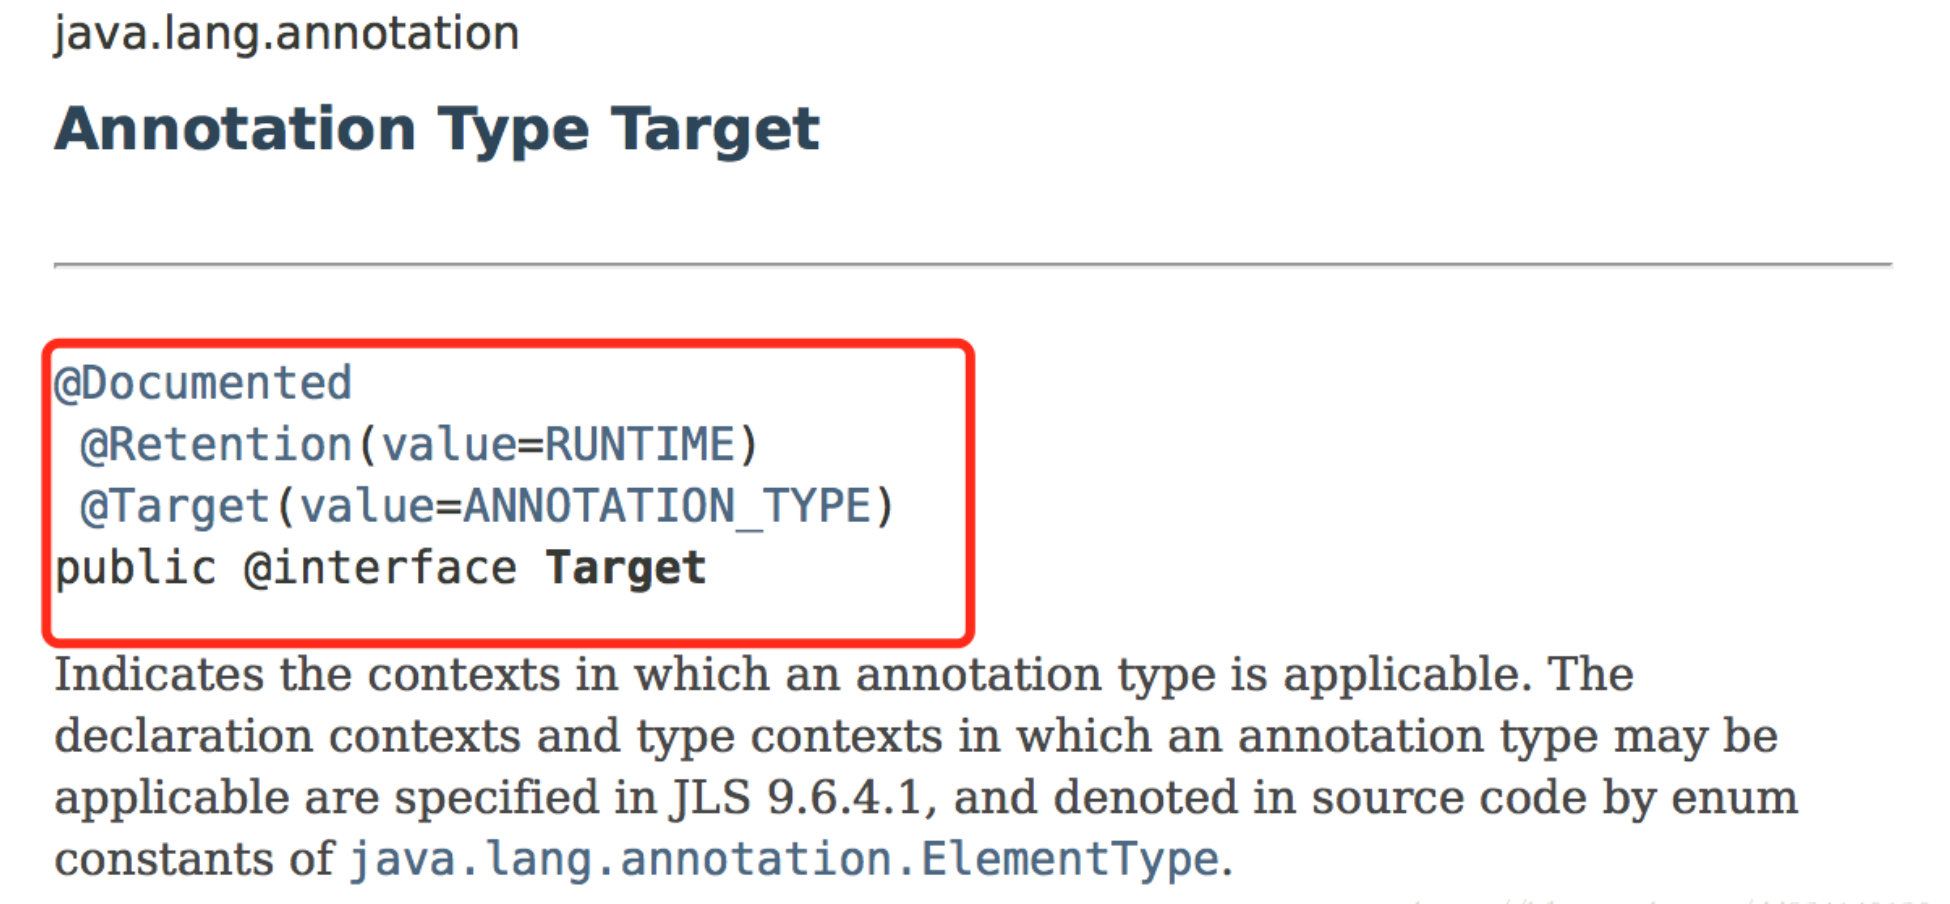 java.lang.annotation
Annotation Type Target
@Documented
@Retention(value=RUNTIME)
@Target(value=ANNOTATION_TYPE)
public @interface Target
Indicates the contexts in which an annotation type is applicable. The
declaration contexts and type contexts in which an annotation type may be
applicable are specified in JLS 9.6.4.1, and denoted in source code by enum
constants of java.lang.annotation.ElementType.